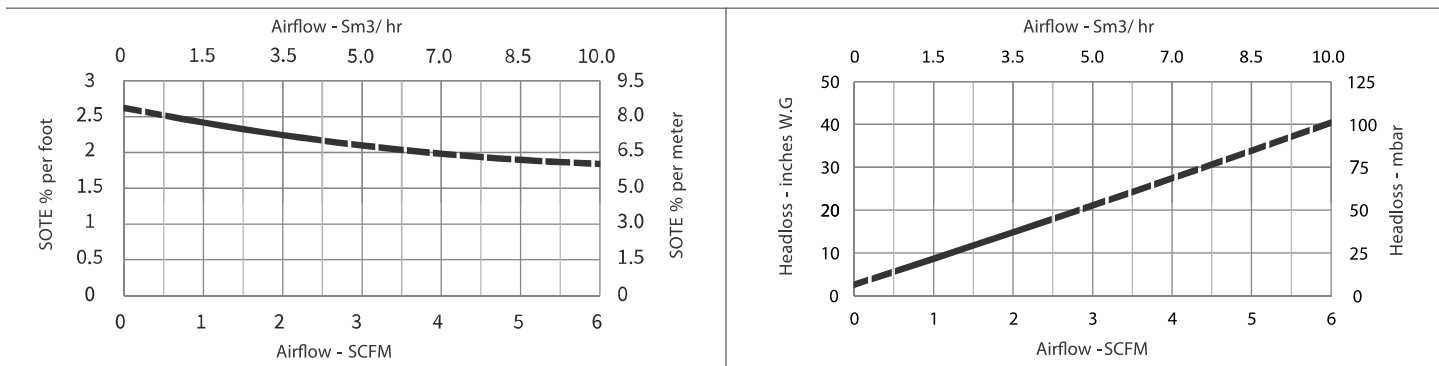 Airflow - Sm3/ hr
0 1.5 3.5 5.0 7.0 8.5 10.0
3 9.5
2.5 8.0
2 6.5
1.5 5.0
1 3.0
0.5 1.5
0 0
SOTE % per foot
SOTE % per meter
0 1 2 3 4 5 6
Airflow - SCFM
Airflow - Sm3/ hr
0 1.5 3.5 5.0 7.0 8.5 10.0
50 125
40 100
30 75
20 50
10 25
0 0
Headloss - inches W.G
Headloss - mbar
0 1 2 3 4 5 6
Airflow -SCFM